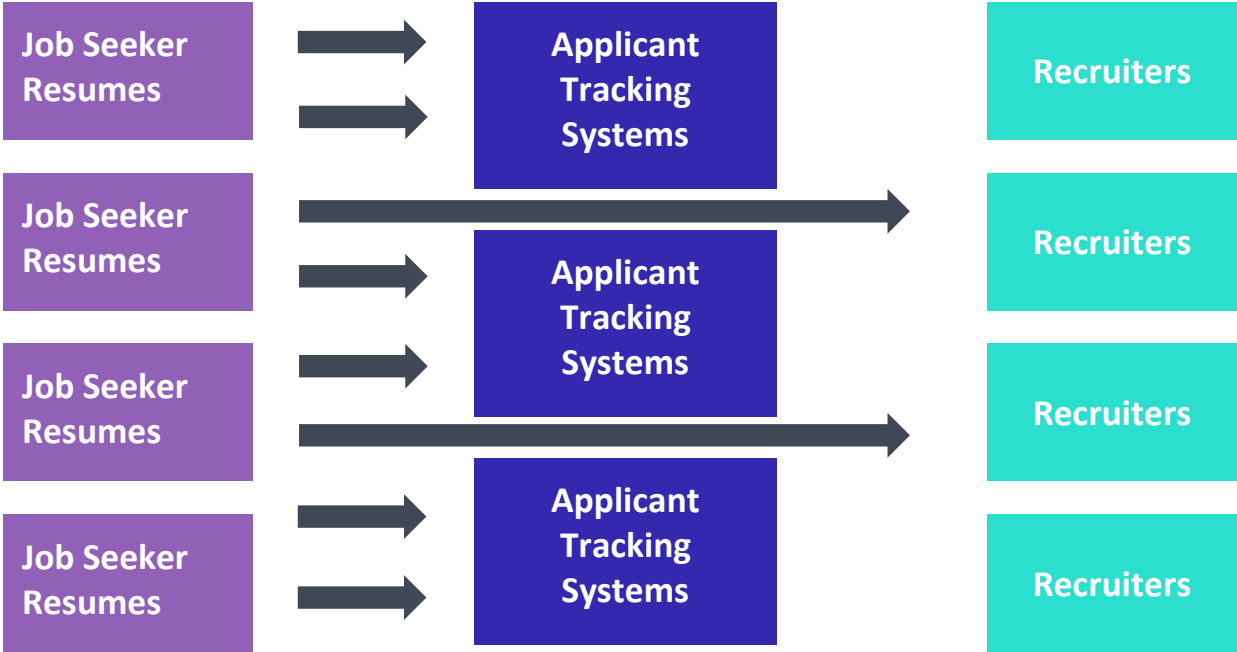 Job Seeker
Resumes
Applicant
Tracking
Systems
Recruiters
Job Seeker
Resumes
Recruiters
Applicant
Tracking
Systems
Job Seeker
Resumes
Recruiters
Applicant
Tracking
Systems
Job Seeker
Resumes
Recruiters